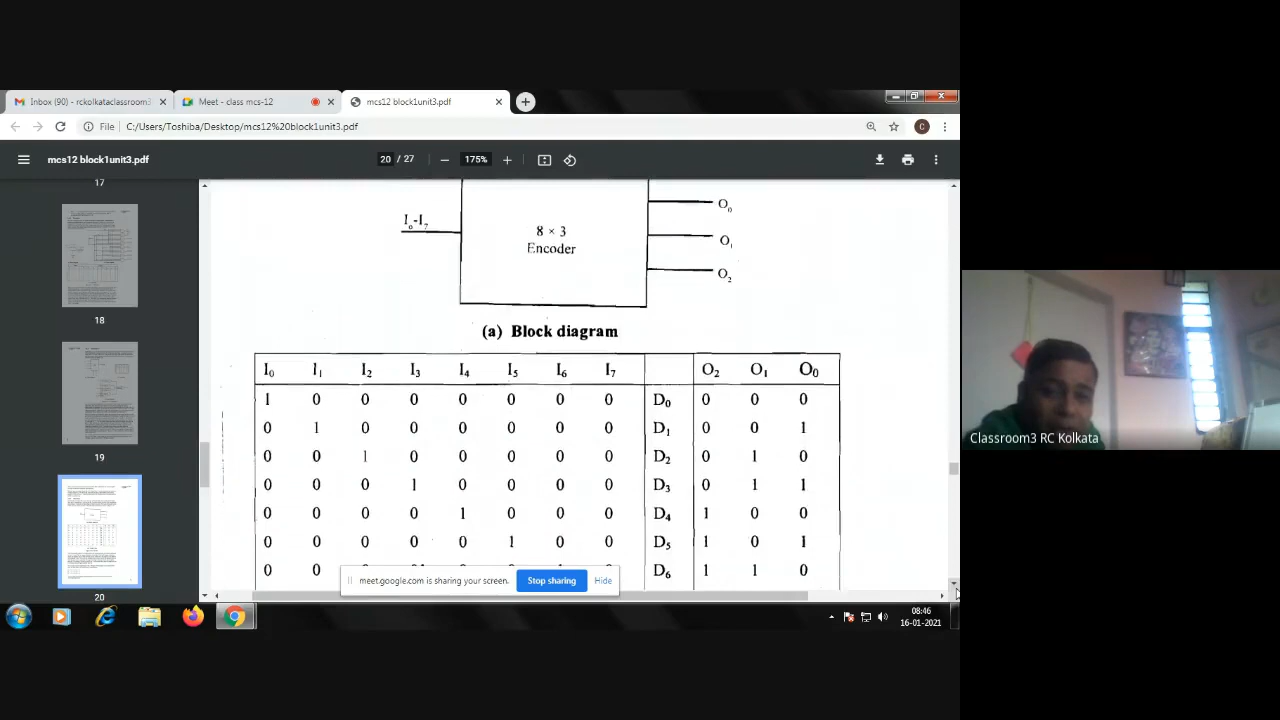 Inbox (90) - rckolkataclassroom3
Meet - class mcs-12
mcs12 block1unit3.pdf
File C:/Users/Toshiba/Desktop/mcs12%20block1unit3.pdf
mcs12 block1unit3.pdf
20 / 27
175%
17
18
19
20
I₀-I₇
8 × 3
Encoder
O₀
O₁
O₂
(a) Block diagram
I₀ I₁ I₂ I₃ I₄ I₅ I₆ I₇ O₂ O₁ O₀
1 0 0 0 0 0 0 0 D₀ 0 0 0
0 1 0 0 0 0 0 0 D₁ 0 0 1
0 0 1 0 0 0 0 0 D₂ 0 1 0
0 0 0 1 0 0 0 0 D₃ 0 1 1
0 0 0 0 1 0 0 0 D₄ 1 0 0
0 0 0 0 0 1 0 0 D₅ 1 0 1
0 0 D₆ 1 1 0
meet.google.com is sharing your screen.
Stop sharing
Hide
C
08:46
16-01-2021
Classroom3 RC Kolkata